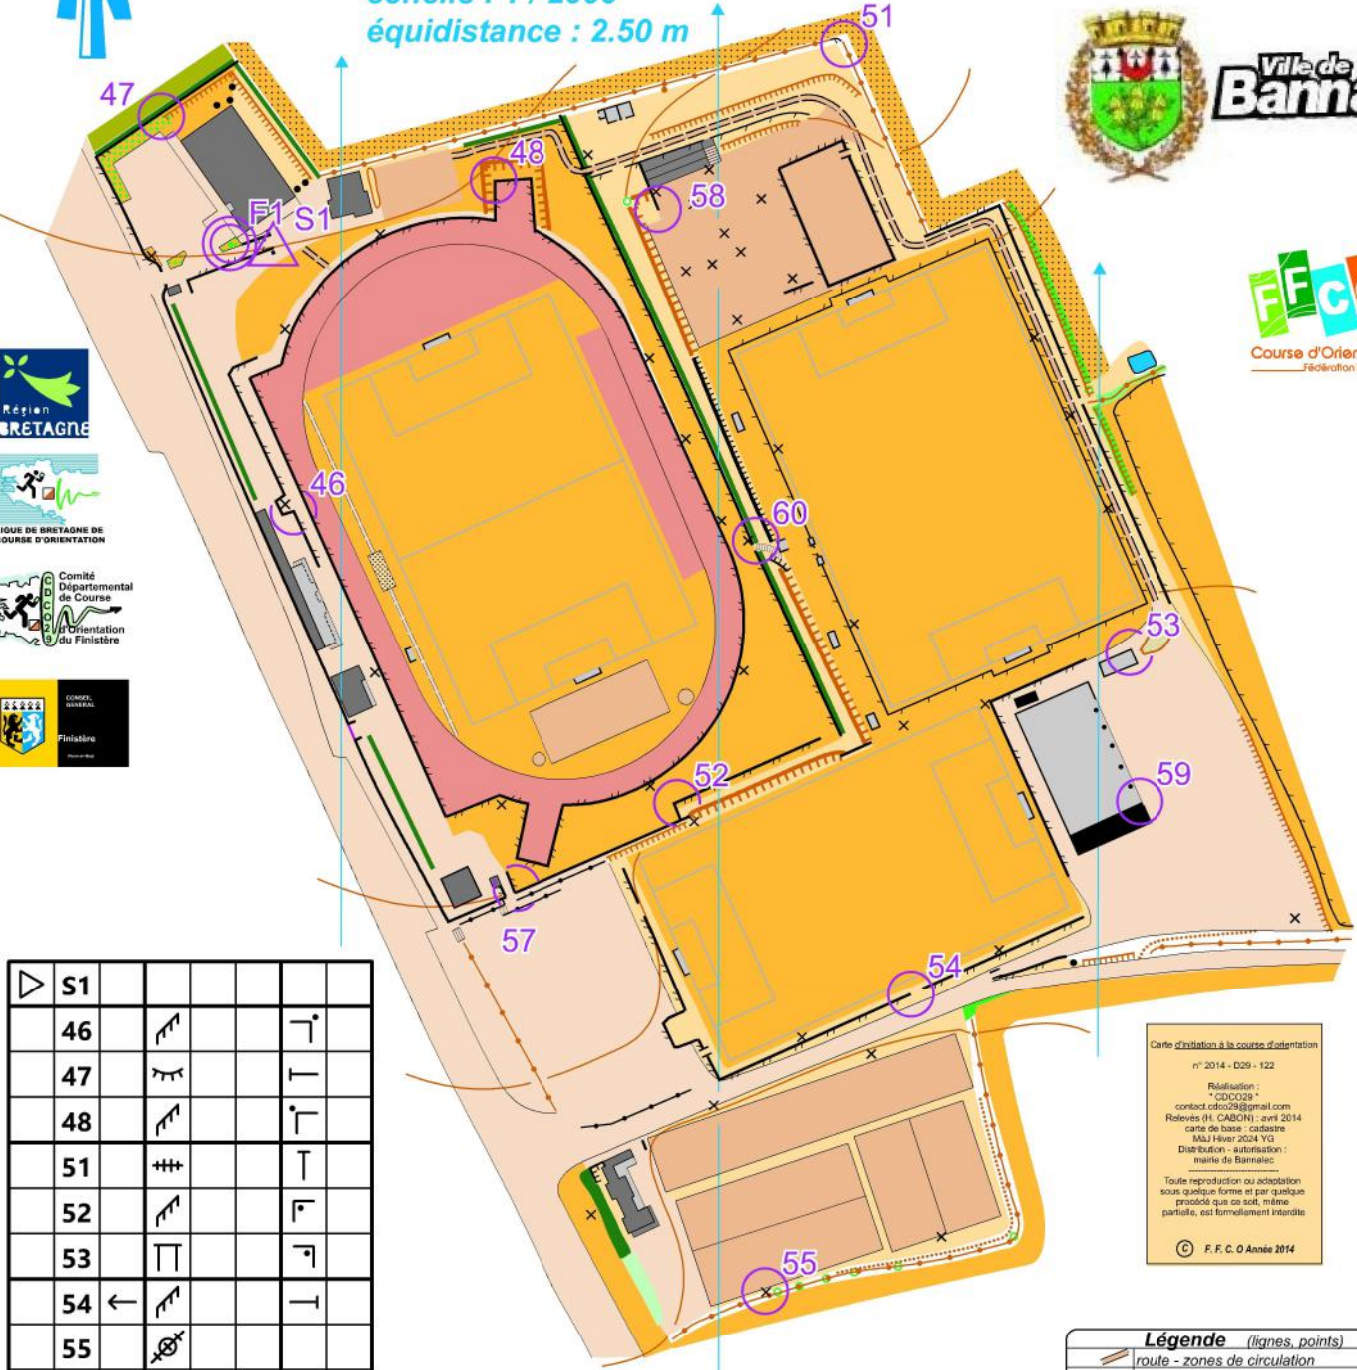 équidistance : 2.50 m
51
Ville de
47
48
F1
S1
58
FFC
Course d'Orien
Fédération
Région
BRETAGNE
46
IGUE DE BRETAGNE DE
COURSE D'ORIENTATION
60
CDCO29
Comité
Départemental
de Course
d'Orientation
du Finistère
53
CONSEIL
GENERAL
Finistère
52
59
57
54
S1
46
47
48
51
52
53
54
55
55
Carte d'initiation à la course d'orientation
n° 2014 - D29 - 122
Réalisation :
" CDCO29 "
contact.cdco29@gmail.com
Relevés (H. CABON) : avril 2014
carte de base : cadastre
MàJ Hiver 2024 YG
Distribution - autorisation :
mairie de Bannalec
Toute reproduction ou adaptation
sous quelque forme et par quelque
procédé que ce soit, même
partielle, est formellement interdite
© F. F. C. O Année 2014
Légende (lignes, points)
route - zones de circulation